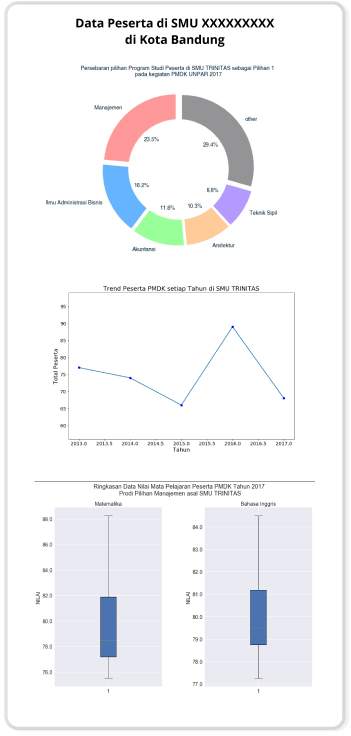 Data Peserta di SMU XXXXXXXXX
di Kota Bandung
Persebaran pilihan Program Studi Peserta di SMU TRINITAS sebagai Pilihan 1
pada kegiatan PMDK UNPAR 2017
Manajemen
other
23.5%
29.4%
16.2%
8.8%
11.8%
10.3%
Ilmu Administrasi Bisnis
Teknik Sipil
Akuntansi
Arsitektur
Trend Peserta PMDK setiap Tahun di SMU TRINITAS
Total Peserta
95
90
85
80
75
70
65
60
2013.0 2013.5 2014.0 2014.5 2015.0 2015.5 2016.0 2016.5 2017.0
Tahun
Ringkasan Data Nilai Mata Pelajaran Peserta PMDK Tahun 2017
Prodi Pilihan Manajemen asal SMU TRINITAS
Matematika
NILAI
88.0
84.0
82.0
80.0
78.0
76.0
1
Bahasa Inggris
NILAI
84.0
82.0
81.0
80.0
79.0
78.0
77.0
1